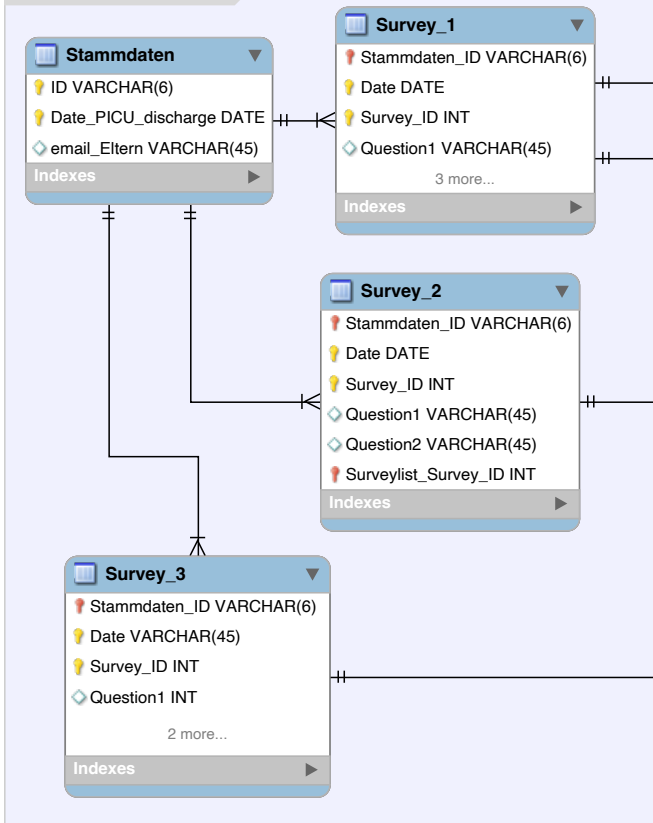 Stammdaten
ID VARCHAR(6)
Date_PICU_discharge DATE
email_Eltern VARCHAR(45)
Indexes
Survey_1
Stammdaten_ID VARCHAR(6)
Date DATE
Survey_ID INT
Question1 VARCHAR(45)
3 more...
Indexes
Survey_2
Stammdaten_ID VARCHAR(6)
Date DATE
Survey_ID INT
Question1 VARCHAR(45)
Question2 VARCHAR(45)
Surveylist_Survey_ID INT
Indexes
Survey_3
Stammdaten_ID VARCHAR(6)
Date VARCHAR(45)
Survey_ID INT
Question1 INT
2 more...
Indexes